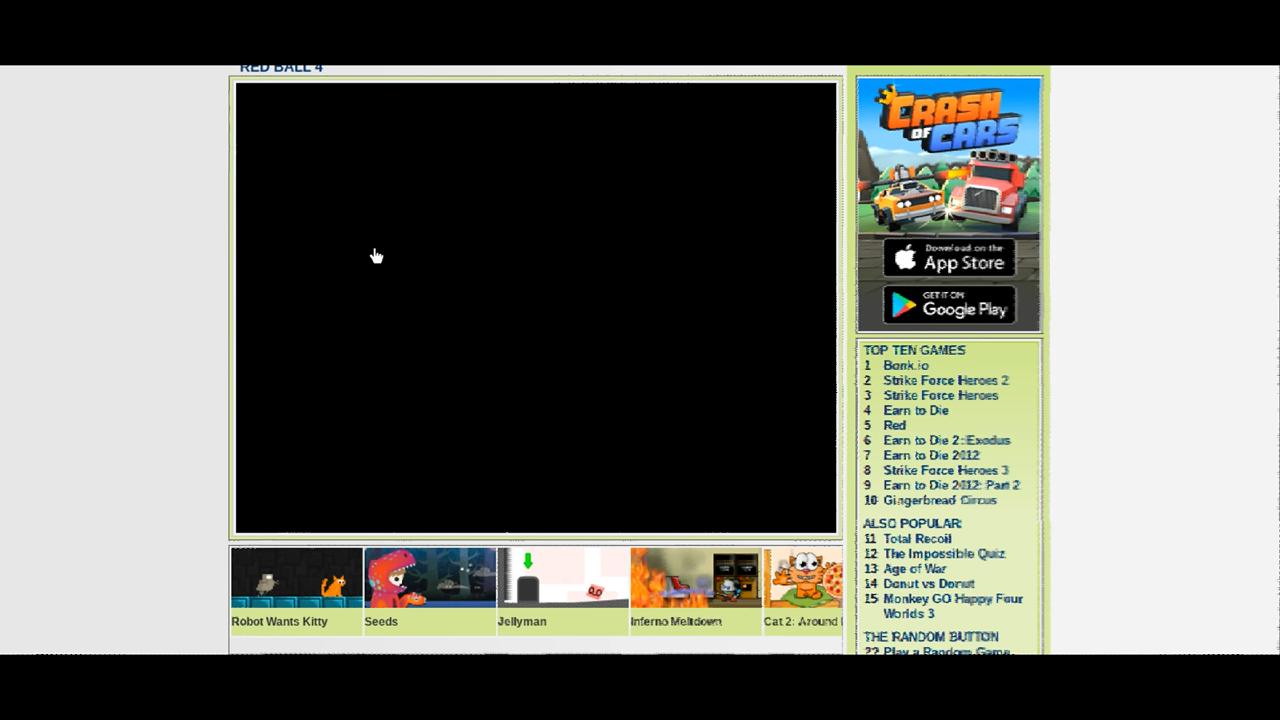 RED BALL 4
CRASH
OF
CARS
Download on the
App Store
GET IT ON
Google Play
TOP TEN GAMES
1 Bonk.io
2 Strike Force Heroes 2
3 Strike Force Heroes
4 Earn to Die
5 Red
6 Earn to Die 2: Exodus
7 Earn to Die 2012
8 Strike Force Heroes 3
9 Earn to Die 2012: Part 2
10 Gingerbread Circus
ALSO POPULAR:
11 Total Recoil
12 The Impossible Quiz
13 Age of War
14 Donut vs Donut
15 Monkey GO Happy Four
Worlds 3
THE RANDOM BUTTON
?? Play a Random Game
Robot Wants Kitty
Seeds
Jellyman
Inferno Meltdown
Cat 2: Around